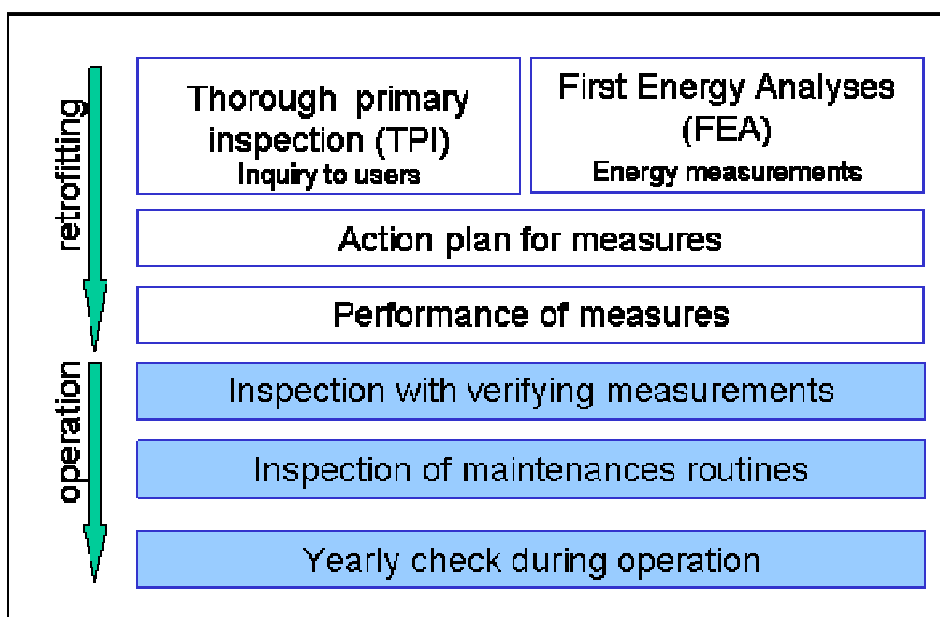 retrofitting
Thorough primary
inspection (TPI)
Inquiry to users
First Energy Analyses
(FEA)
Energy measurements
Action plan for measures
Performance of measures
operation
Inspection with verifying measurements
Inspection of maintenances routines
Yearly check during operation